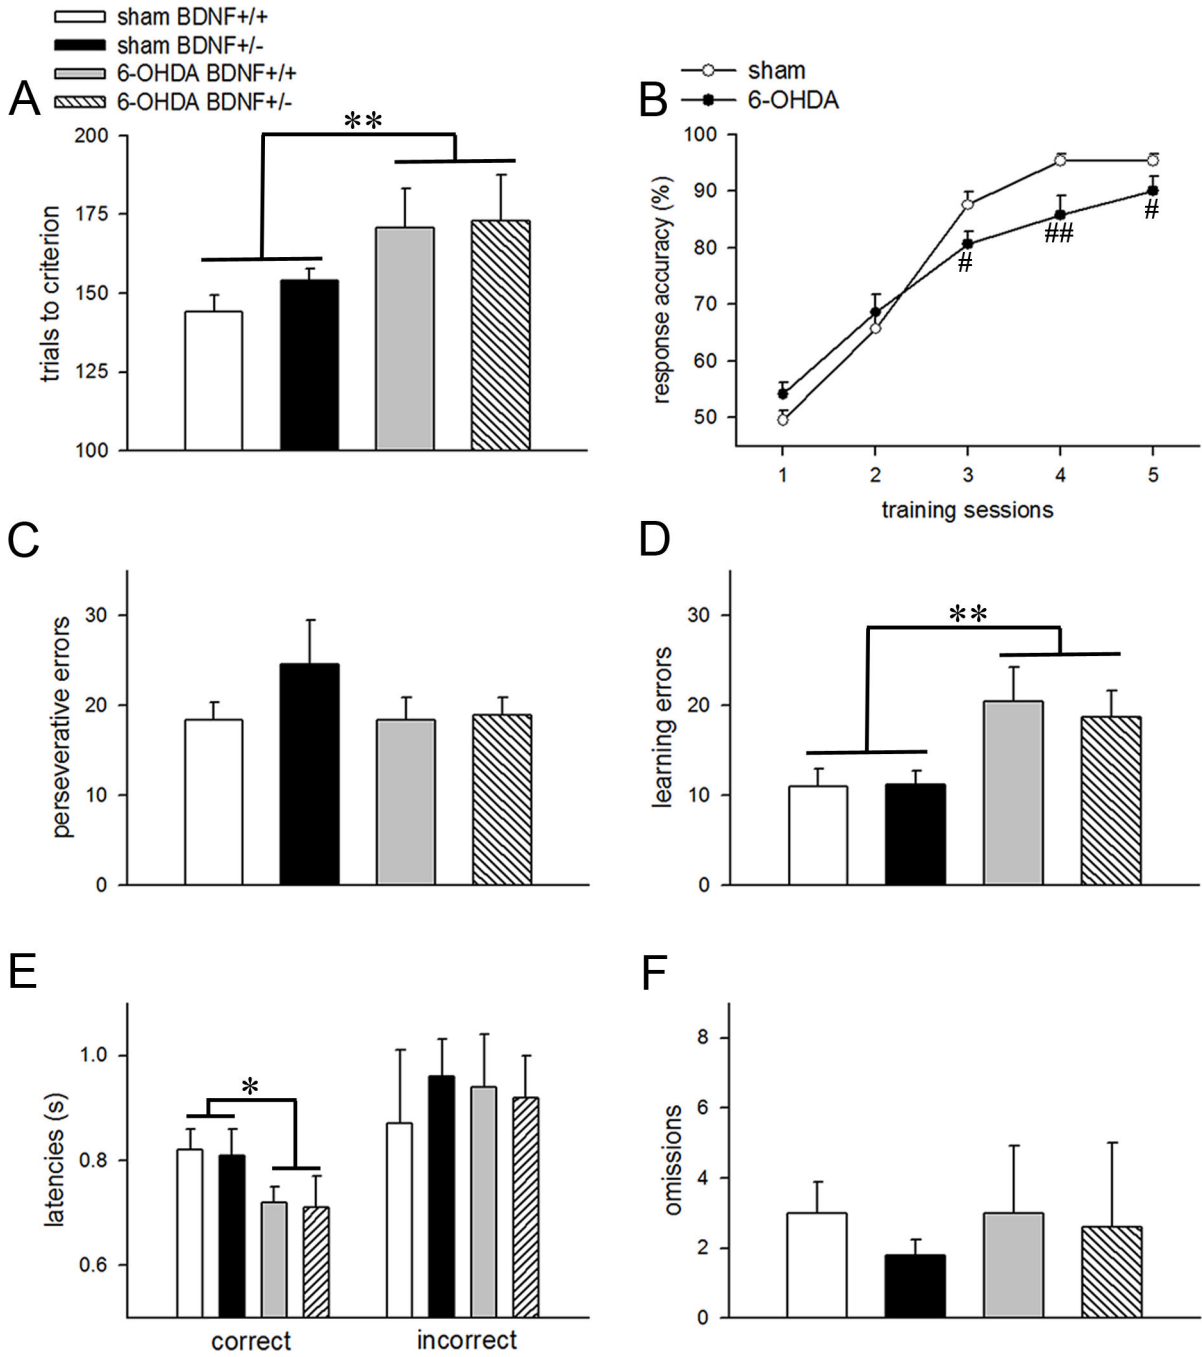 sham BDNF+/+
sham BDNF+/-
6-OHDA BDNF+/+
6-OHDA BDNF+/-
A
**
200
175
150
125
100
trials to criterion
B
sham
6-OHDA
100
90
80
70
60
50
response accuracy (%)
#
##
#
1 2 3 4 5
training sessions
C
30
20
10
0
perseverative errors
D
**
30
20
10
0
learning errors
E
*
1.0
0.8
0.6
latencies (s)
correct incorrect
F
8
6
4
2
0
omissions